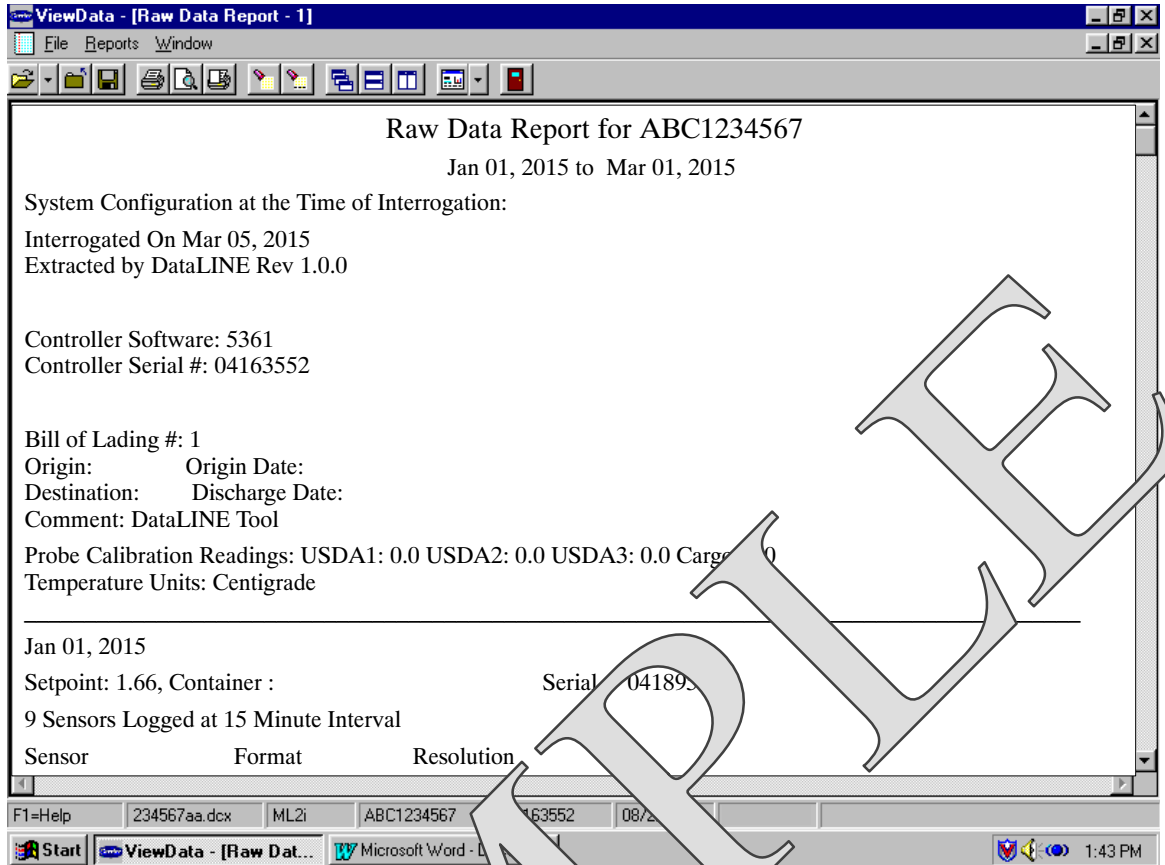 ViewData - [Raw Data Report - 1]
File Reports Window
Raw Data Report for ABC1234567
Jan 01, 2015 to Mar 01, 2015
System Configuration at the Time of Interrogation:
Interrogated On Mar 05, 2015
Extracted by DataLINE Rev 1.0.0
Controller Software: 5361
Controller Serial #: 04163552
Bill of Lading #: 1
Origin: Origin Date:
Destination: Discharge Date:
Comment: DataLINE Tool
Probe Calibration Readings: USDA1: 0.0 USDA2: 0.0 USDA3: 0.0
Temperature Units: Centigrade
Jan 01, 2015
Setpoint: 1.66, Container : Serial
9 Sensors Logged at 15 Minute Interval
Sensor Format Resolution
F1=Help 234567aa.dcx ML2i ABC1234567
Start ViewData - [Raw Dat... Microsoft Word - 1:43 PM
PLE